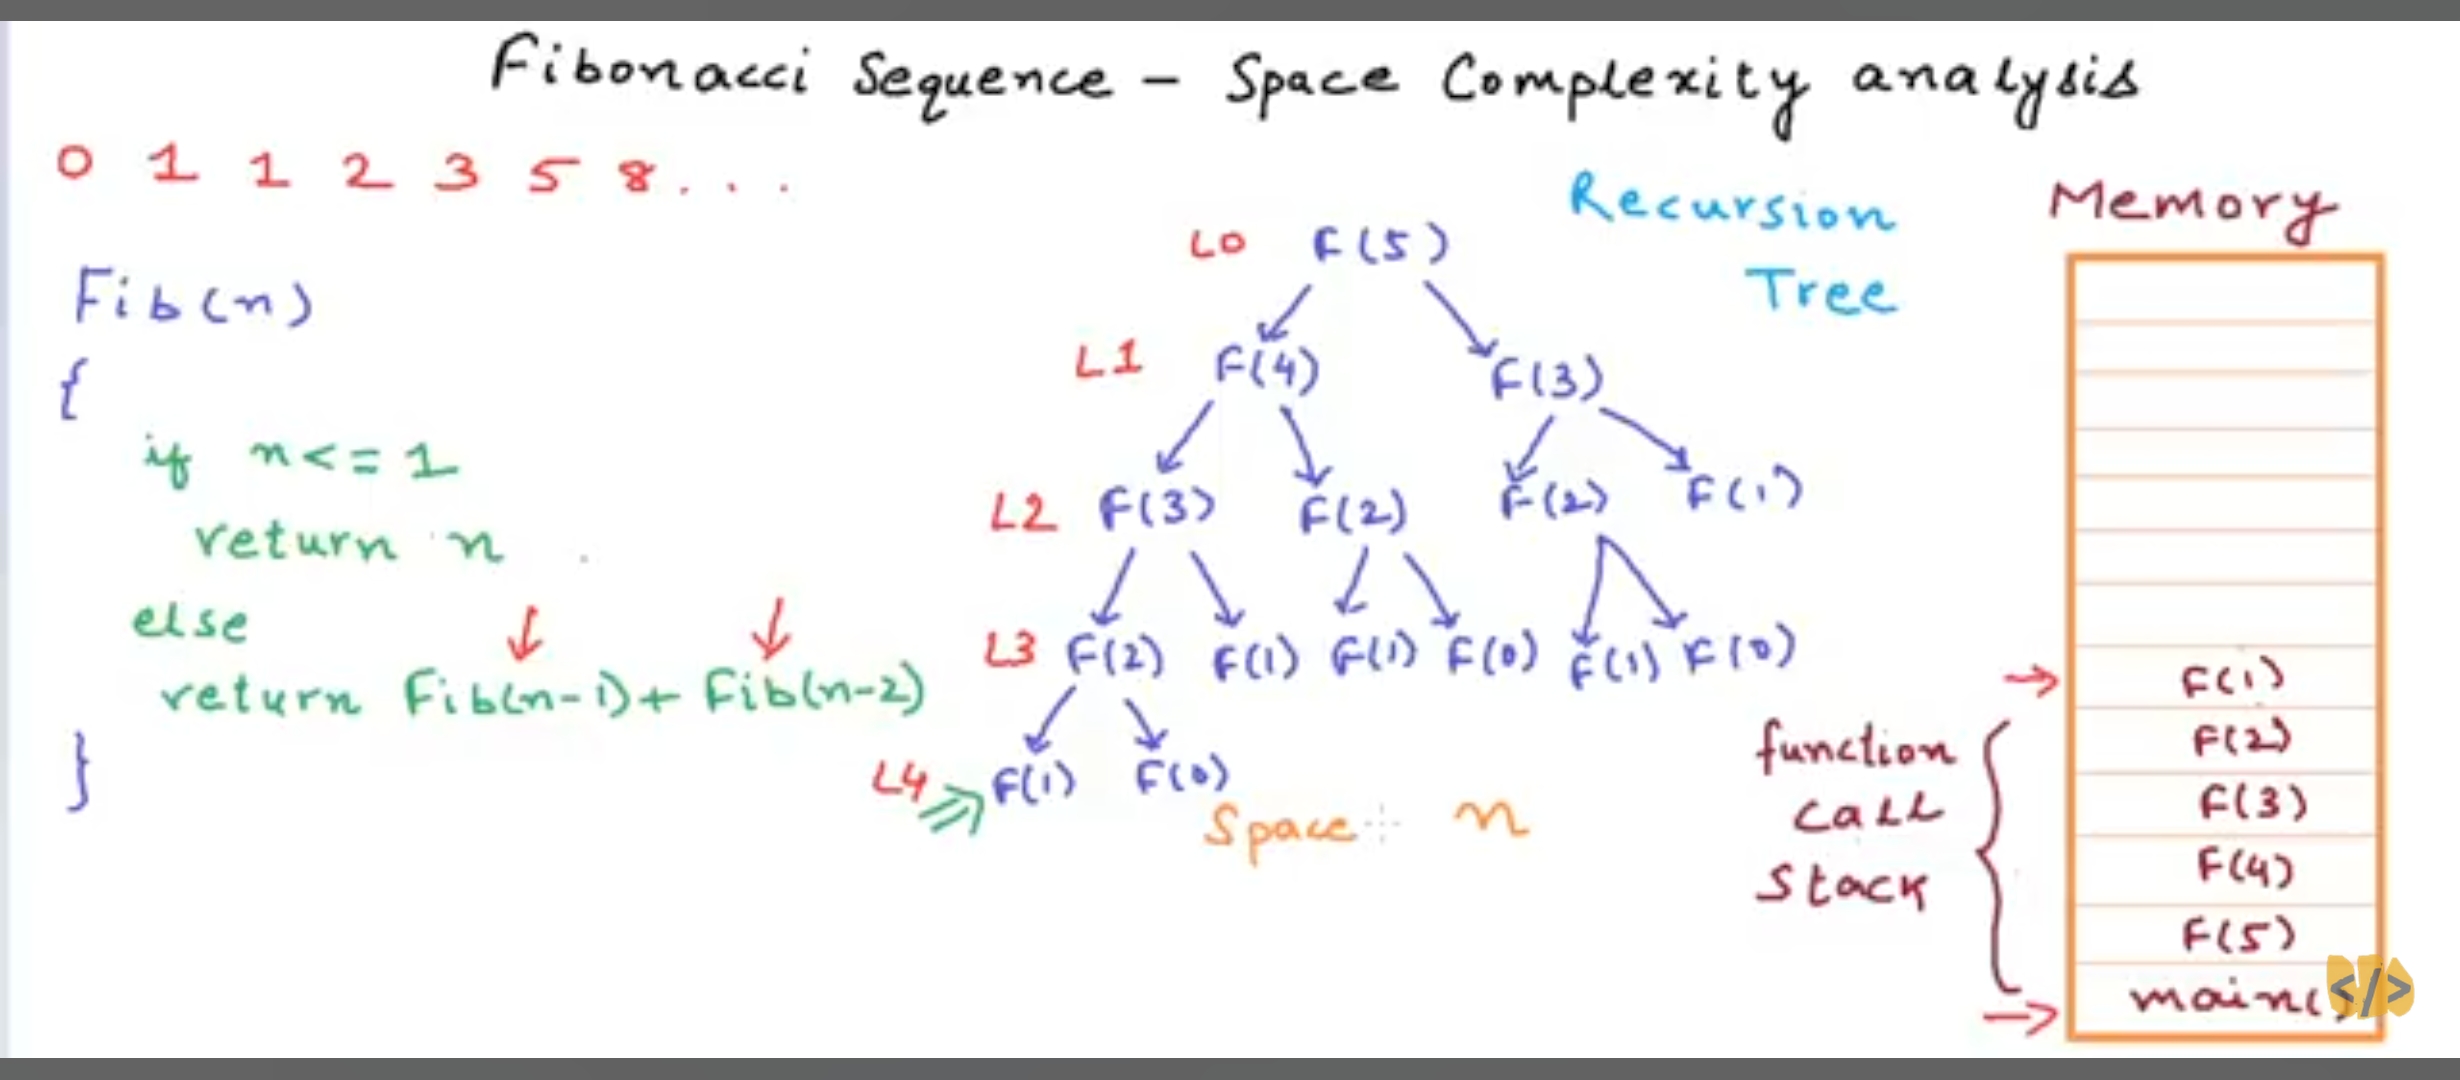 Fibonacci Sequence – Space Complexity analysis
0 1 1 2 3 5 8 . . .
Fib(n)
{
if n<=1
return n
else
return Fib(n-1)+ Fib(n-2)
}
Recursion
Tree
L0 F(5)
L1 F(4) F(3)
L2 F(3) F(2) F(2) F(1)
L3 F(2) F(1) F(1) F(0) F(1) F(0)
L4 F(1) F(0)
Space n
Memory
F(1)
F(2)
F(3)
F(4)
F(5)
main()
function
call
stack
</>